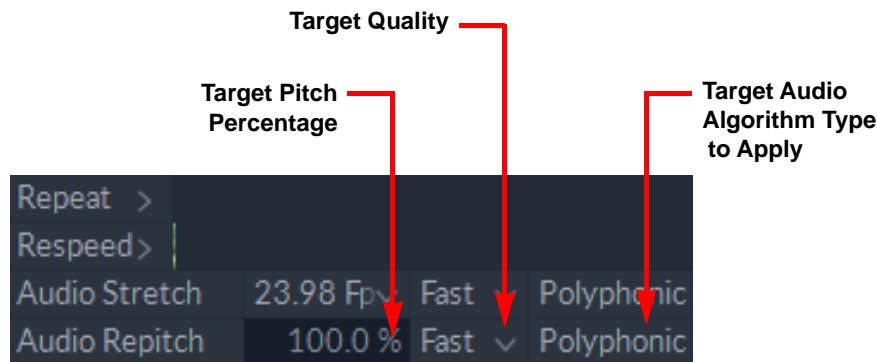 Target Quality
Target Pitch
Percentage
Target Audio
Algorithm Type
to Apply
Repeat >
Respeed >
Audio Stretch 23.98 Fp Fast Polyphonic
Audio Repitch 100.0 % Fast Polyphonic